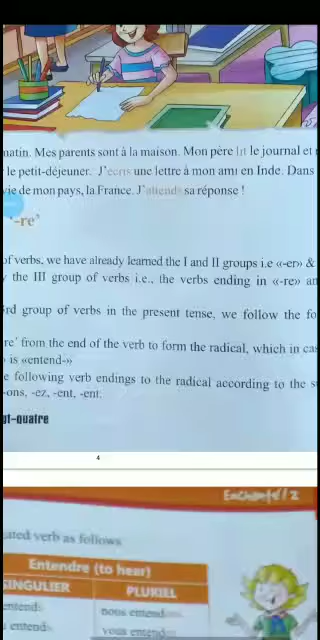 matin. Mes parents sont à la maison. Mon père lit le journal et
le petit-déjeuner. J'écris une lettre à mon ami en Inde. Dans
vie de mon pays, la France. J'attends sa réponse !
'-re'
of verbs, we have already learned the I and II groups i.e «-er» &
the III group of verbs i.e., the verbs ending in «-re» an
3rd group of verbs in the present tense, we follow the fo
re' from the end of the verb to form the radical, which in cas
is «entend-»
e following verb endings to the radical according to the s
-ons, -ez, -ent, -ent.
gt-quatre
4
Enchanté! 2
gated verb as follows
Entendre (to hear)
SINGULIER PLURIEL
entends nous entendons
entends vous entendez